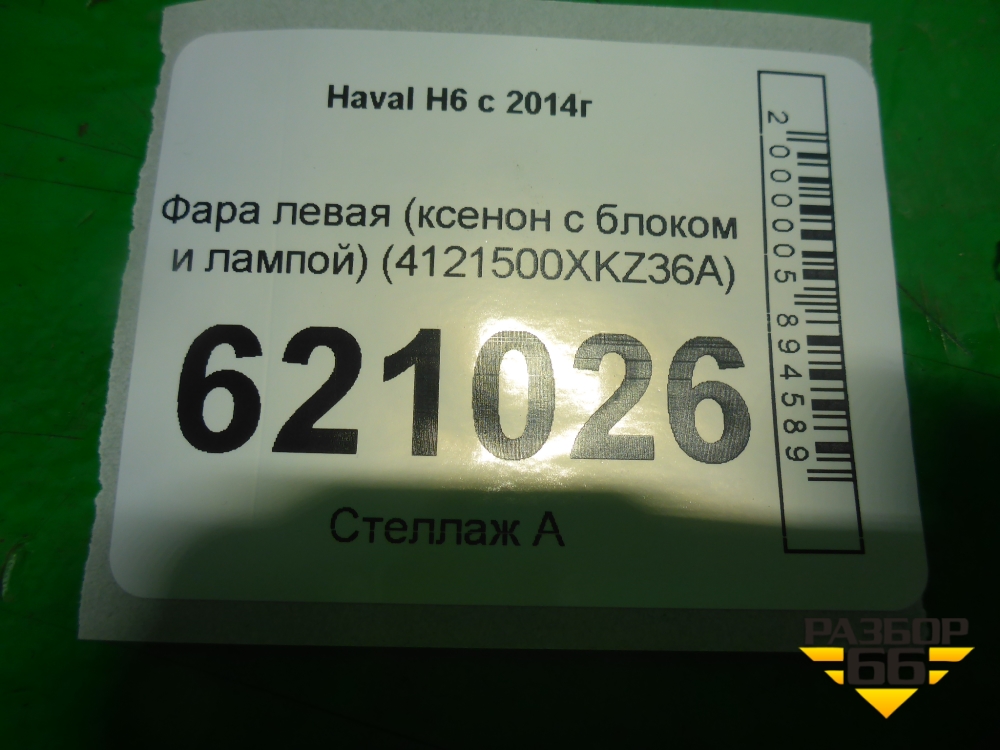 Haval H6 с 2014г
Фара левая (ксенон с блоком
и лампой) (4121500XKZ36A)
621026
Стеллаж А
2000005894589
РАЗБОР
66